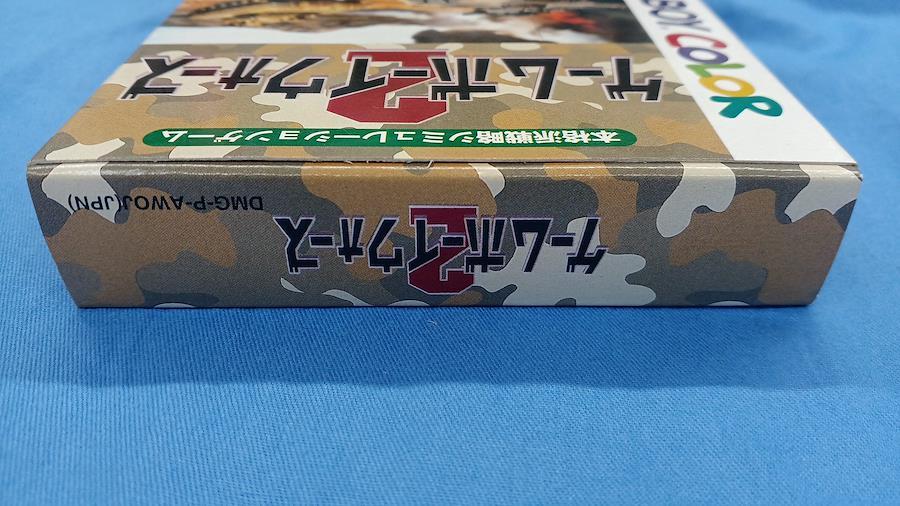 BOY COLOR
ゲームボーイウォーズ
2
本格派戦略シミュレーションゲーム
ゲームボーイウォーズ
2
DMG-P-AWOJ(JPN)